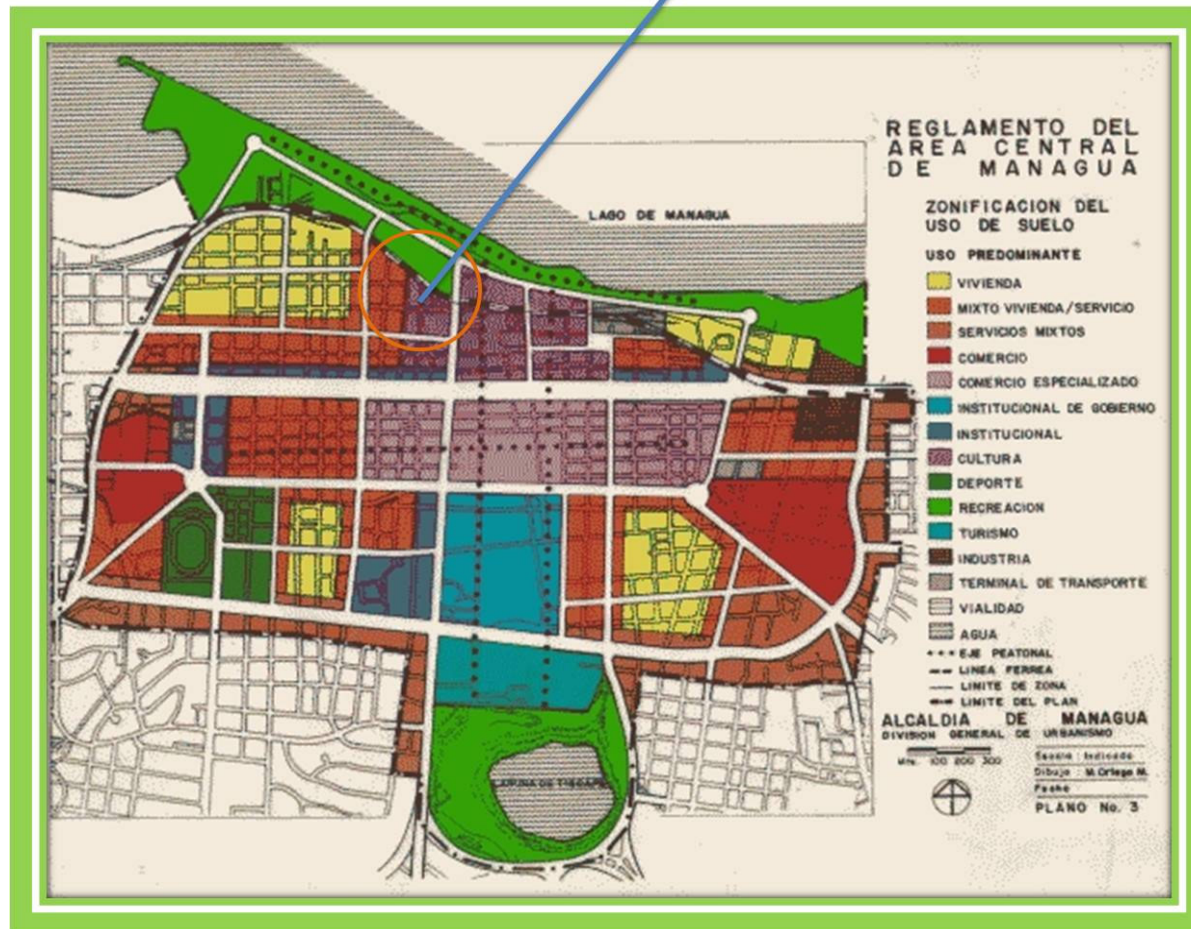 REGLAMENTO DEL
AREA CENTRAL
DE MANAGUA
LAGO DE MANAGUA
ZONIFICACION DEL
USO DE SUELO
USO PREDOMINANTE
VIVIENDA
MIXTO VIVIENDA/SERVICIO
SERVICIOS MIXTOS
COMERCIO
COMERCIO ESPECIALIZADO
INSTITUCIONAL DE GOBIERNO
INSTITUCIONAL
CULTURA
DEPORTE
RECREACION
TURISMO
INDUSTRIA
TERMINAL DE TRANSPORTE
VIALIDAD
AGUA
EJE PEATONAL
LINEA FERREA
LIMITE DE ZONA
LIMITE DEL PLAN
ALCALDIA DE MANAGUA
DIVISION GENERAL DE URBANISMO
Mts. 100 200 300
Escala : Indicada
Dibujo : M. Ortega M.
Fecha
PLANO No. 3